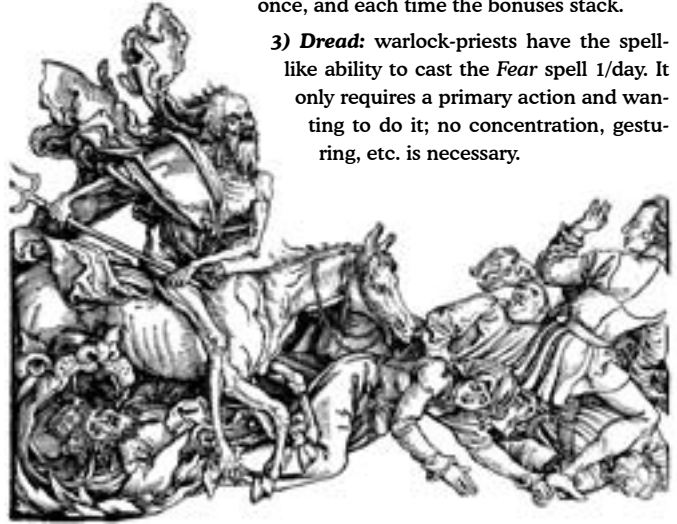 once, and each time the bonuses stack.
3) Dread: warlock-priests have the spell-
like ability to cast the Fear spell 1/day. It
only requires a primary action and wan-
ting to do it; no concentration, gestu-
ring, etc. is necessary.